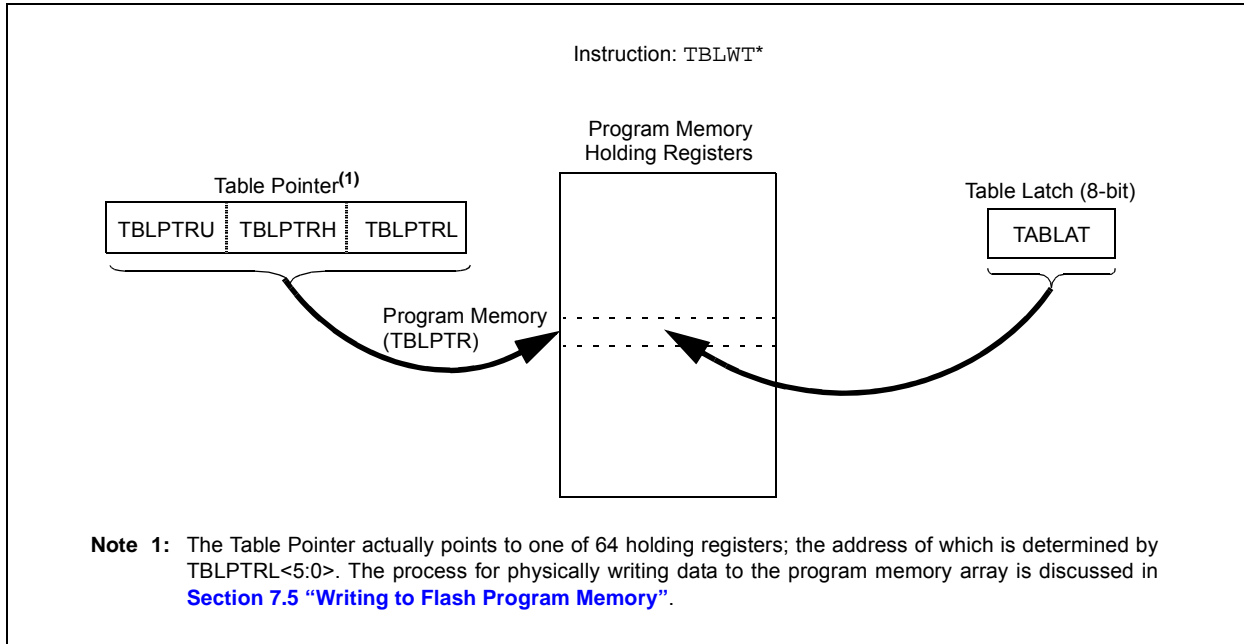 Instruction: TBLWT*
Program Memory
Holding Registers
Table Pointer(1)
Table Latch (8-bit)
TBLPTRU TBLPTRH TBLPTRL
TABLAT
Program Memory
(TBLPTR)
Note 1: The Table Pointer actually points to one of 64 holding registers; the address of which is determined by
TBLPTRL<5:0>. The process for physically writing data to the program memory array is discussed in
Section 7.5 “Writing to Flash Program Memory”.